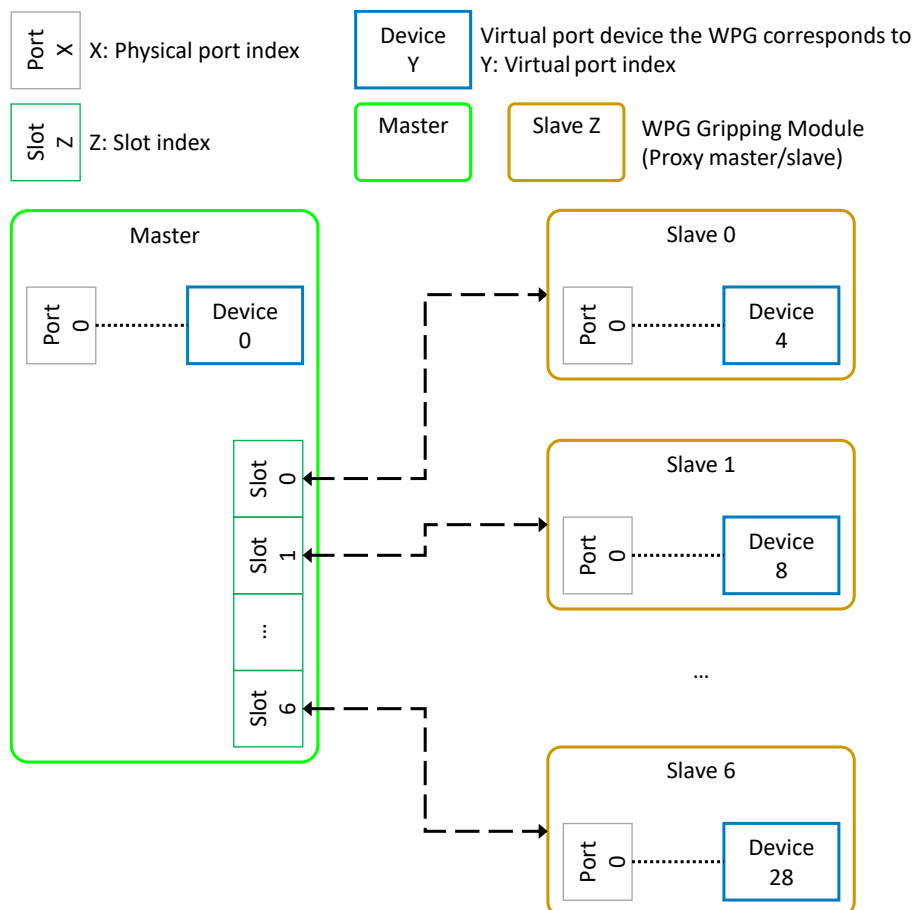 Port
X
X: Physical port index
Device
Y
Virtual port device the WPG corresponds to
Y: Virtual port index
Slot
Z
Z: Slot index
Master
Slave Z
WPG Gripping Module
(Proxy master/slave)
Master
Port
0
Device
0
Slot
0
Slot
1
...
Slot
6
Slave 0
Port
0
Device
4
Slave 1
Port
0
Device
8
...
Slave 6
Port
0
Device
28